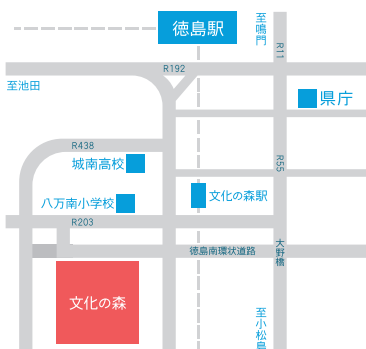 徳島駅
至鳴門
R11
R192
至池田
県庁
R438
城南高校
R55
八万南小学校
文化の森駅
R203
大野橋
徳島南環状道路
文化の森
至小松島